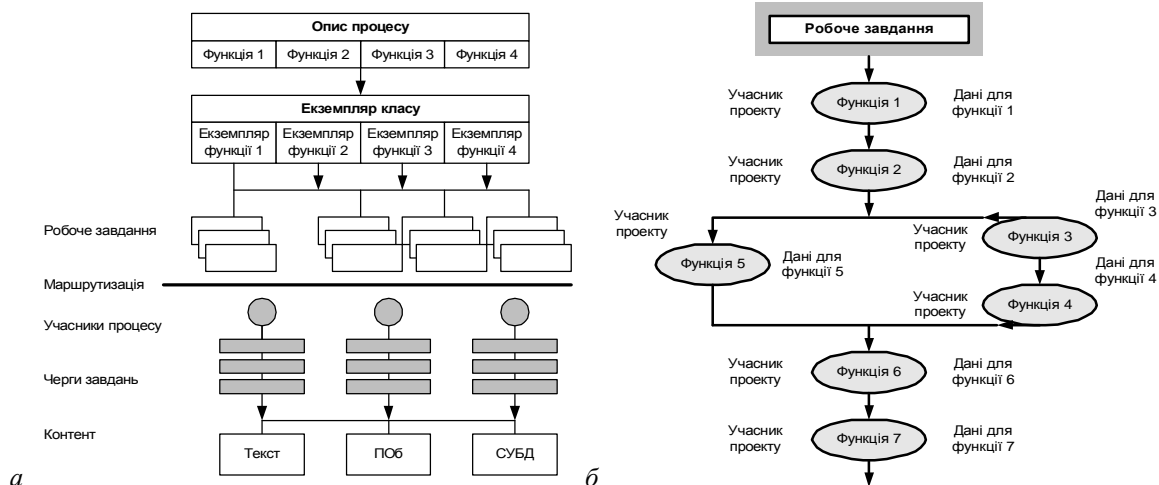 Опис процесу
Функція 1 Функція 2 Функція 3 Функція 4
Екземпляр класу
Екземпляр функції 1
Екземпляр функції 2
Екземпляр функції 3
Екземпляр функції 4
Робоче завдання
Маршрутизація
Учасники процесу
Черги завдань
Контент
Текст ПОб СУБД
а
Робоче завдання
Учасник
проекту
Функція 1
Дані для
функції 1
Учасник
проекту
Функція 2
Дані для
функції 2
Учасник
проекту
Функція 5
Дані для
функції 5
Учасник
проекту
Функція 3
Дані для
функції 3
Учасник
проекту
Функція 4
Дані для
функції 4
Учасник
проекту
Функція 6
Дані для
функції 6
Учасник
проекту
Функція 7
Дані для
функції 7
б